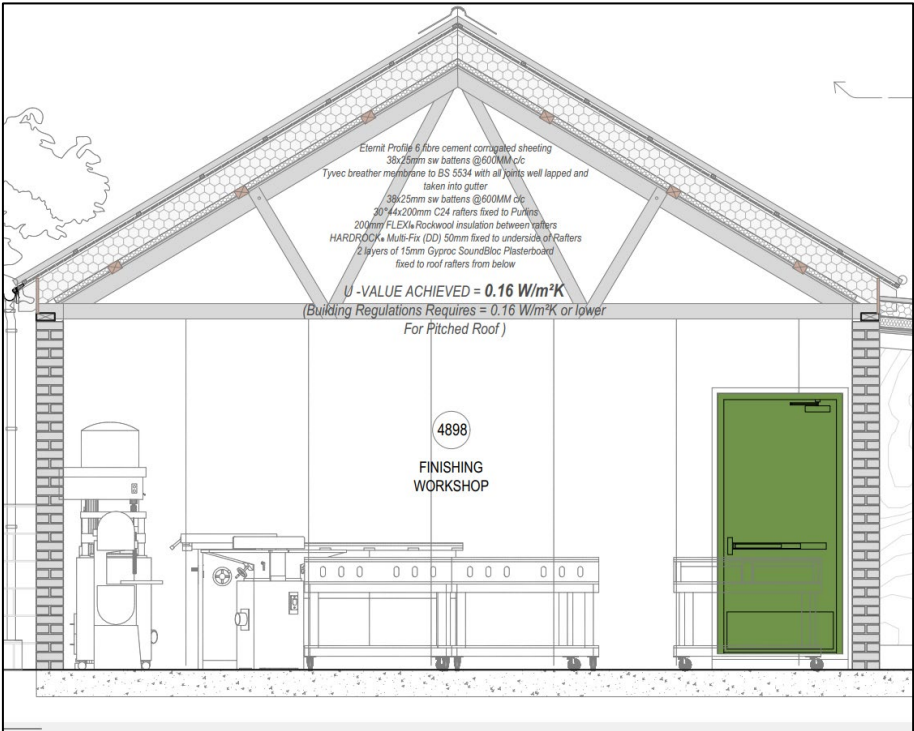 Eternit Profile 6 fibre cement corrugated sheeting
38x25mm sw battens @600MM c/c
Tyvec breather membrane to BS 5534 with all joints well lapped and
taken into gutter
38x25mm sw battens @600MM c/c
30°44x200mm C24 rafters fixed to Purlins
200mm FLEXI® Rockwool insulation between rafters
HARDROCK® Multi-Fix (DD) 50mm fixed to underside of Rafters
2 layers of 15mm Gyproc SoundBloc Plasterboard
fixed to roof rafters from below
U -VALUE ACHIEVED = 0.16 W/m²K
(Building Regulations Requires = 0.16 W/m²K or lower
For Pitched Roof )
4898
FINISHING
WORKSHOP